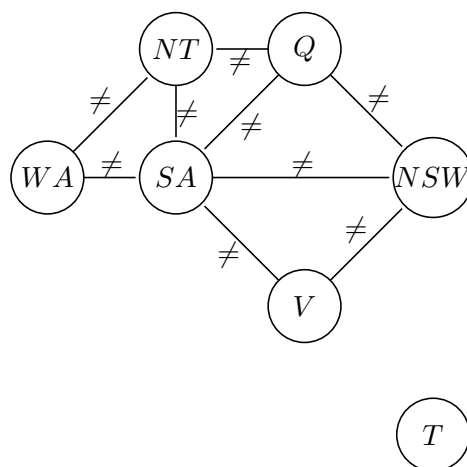 NT ≠ Q
≠ ≠ ≠ ≠
WA ≠ SA ≠ NSW
≠ ≠
V
T